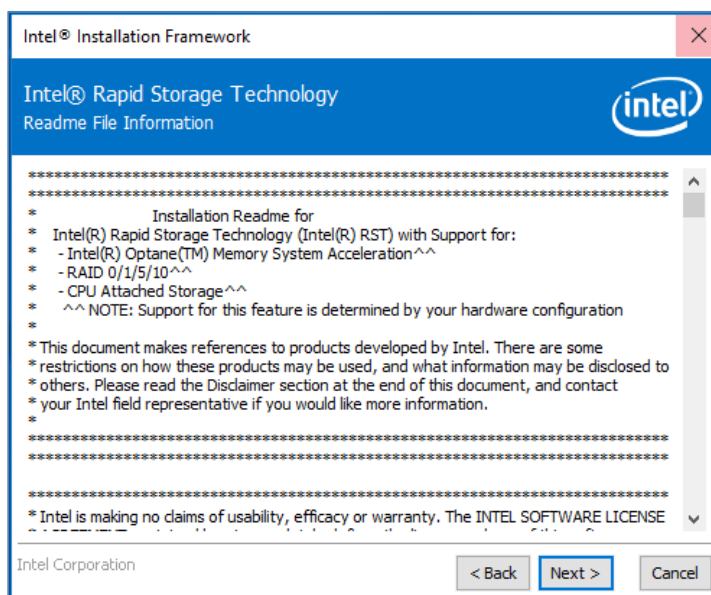 Intel® Installation Framework
Intel® Rapid Storage Technology
Readme File Information
intel
*******************************************************************************
*******************************************************************************
* Installation Readme for
* Intel(R) Rapid Storage Technology (Intel(R) RST) with Support for:
* - Intel(R) Optane(TM) Memory System Acceleration^^
* - RAID 0/1/5/10^^
* - CPU Attached Storage^^
* ^^ NOTE: Support for this feature is determined by your hardware configuration
*
* This document makes references to products developed by Intel. There are some
* restrictions on how these products may be used, and what information may be disclosed to
* others. Please read the Disclaimer section at the end of this document, and contact
* your Intel field representative if you would like more information.
*
*******************************************************************************
*******************************************************************************
*******************************************************************************
* Intel is making no claims of usability, efficacy or warranty. The INTEL SOFTWARE LICENSE
Intel Corporation
< Back
Next >
Cancel